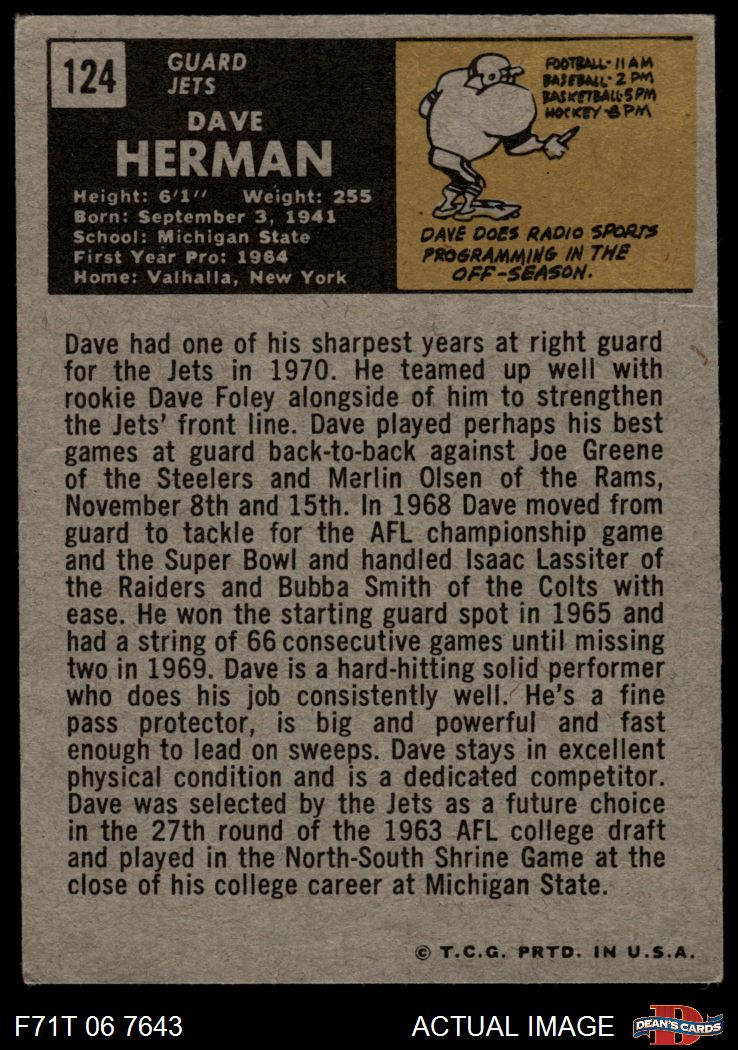 124
GUARD
JETS
DAVE
HERMAN
Height: 6'1'' Weight: 255
Born: September 3, 1941
School: Michigan State
First Year Pro: 1964
Home: Valhalla, New York
FOOTBALL-11 AM
BASEBALL-2 PM
BASKETBALL-5 PM
HOCKEY-8 PM
DAVE DOES RADIO SPORTS
PROGRAMMING IN THE
OFF-SEASON.
Dave had one of his sharpest years at right guard
for the Jets in 1970. He teamed up well with
rookie Dave Foley alongside of him to strengthen
the Jets' front line. Dave played perhaps his best
games at guard back-to-back against Joe Greene
of the Steelers and Merlin Olsen of the Rams,
November 8th and 15th. In 1968 Dave moved from
guard to tackle for the AFL championship game
and the Super Bowl and handled Isaac Lassiter of
the Raiders and Bubba Smith of the Colts with
ease. He won the starting guard spot in 1965 and
had a string of 66 consecutive games until missing
two in 1969. Dave is a hard-hitting solid performer
who does his job consistently well. He's a fine
pass protector, is big and powerful and fast
enough to lead on sweeps. Dave stays in excellent
physical condition and is a dedicated competitor.
Dave was selected by the Jets as a future choice
in the 27th round of the 1963 AFL college draft
and played in the North-South Shrine Game at the
close of his college career at Michigan State.
© T.C.G. PRTD. IN U.S.A.
F71T 06 7643 ACTUAL IMAGE
D
DEAN'S CARDS